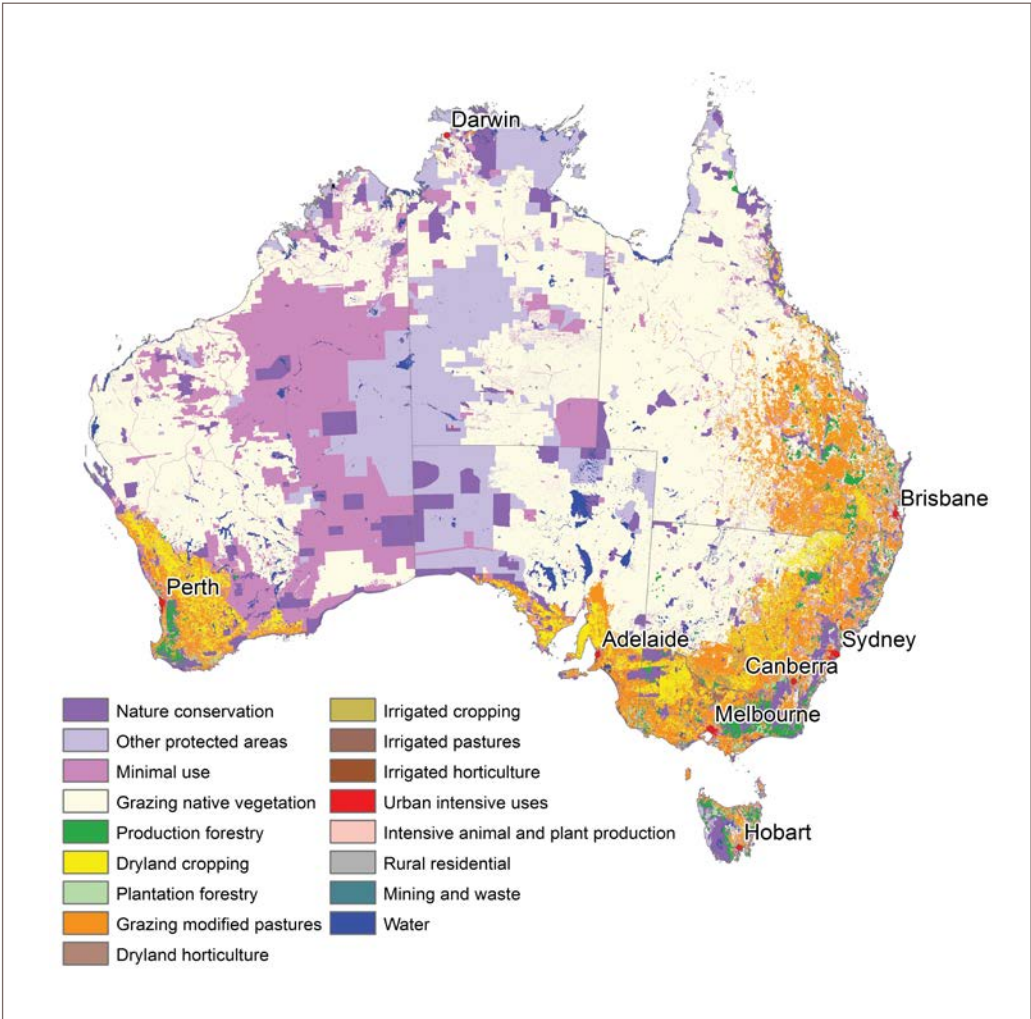 Darwin
Brisbane
Perth
Adelaide
Sydney
Canberra
Melbourne
Hobart
Nature conservation
Other protected areas
Minimal use
Grazing native vegetation
Production forestry
Dryland cropping
Plantation forestry
Grazing modified pastures
Dryland horticulture
Irrigated cropping
Irrigated pastures
Irrigated horticulture
Urban intensive uses
Intensive animal and plant production
Rural residential
Mining and waste
Water